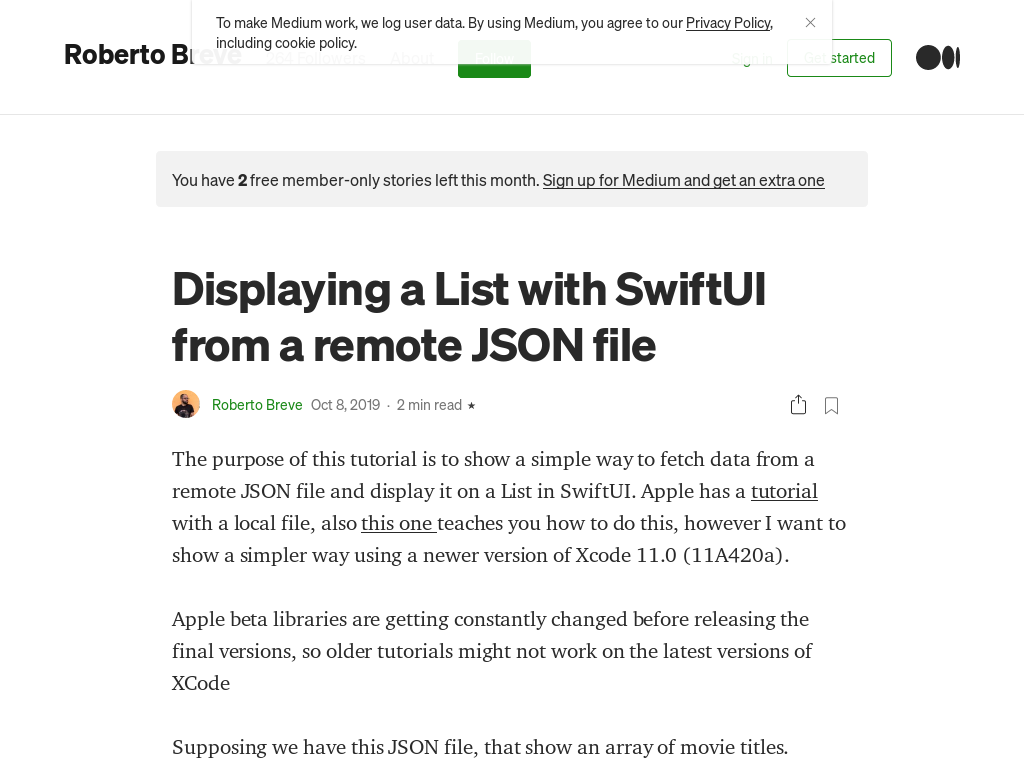 To make Medium work, we log user data. By using Medium, you agree to our Privacy Policy,
including cookie policy.
Roberto Breve
About
Sign in
Get started
You have 2 free member-only stories left this month. Sign up for Medium and get an extra one
Displaying a List with SwiftUI
from a remote JSON file
Roberto Breve Oct 8, 2019 · 2 min read ★
The purpose of this tutorial is to show a simple way to fetch data from a
remote JSON file and display it on a List in SwiftUI. Apple has a tutorial
with a local file, also this one teaches you how to do this, however I want to
show a simpler way using a newer version of Xcode 11.0 (11A420a).
Apple beta libraries are getting constantly changed before releasing the
final versions, so older tutorials might not work on the latest versions of
XCode
Supposing we have this JSON file, that show an array of movie titles.